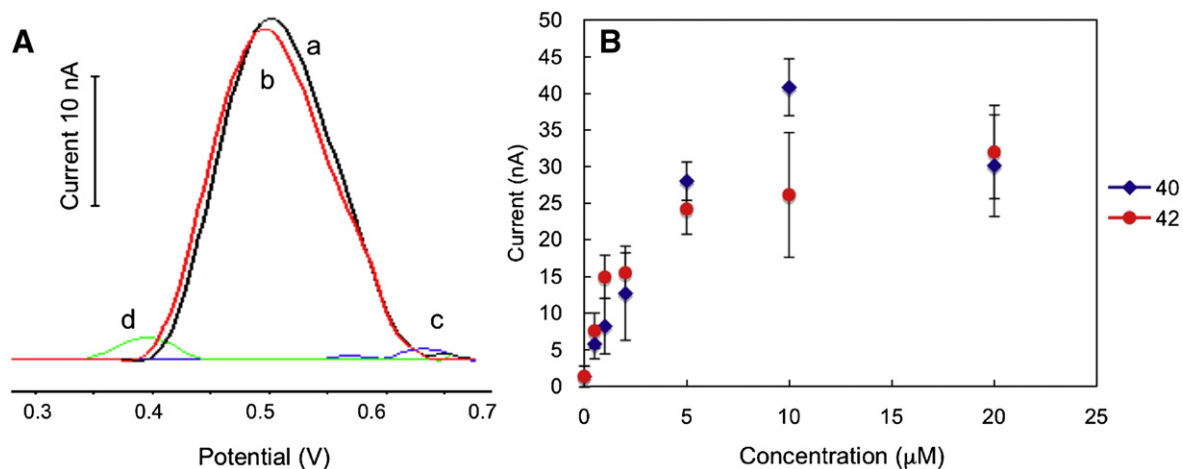 A
a
b
Current 10 nA
d
c
0.3 0.4 0.5 0.6 0.7
Potential (V)
B
50
45
40
35
30
25
20
15
10
5
0
Current (nA)
0 5 10 15 20 25
Concentration (μM)
40
42